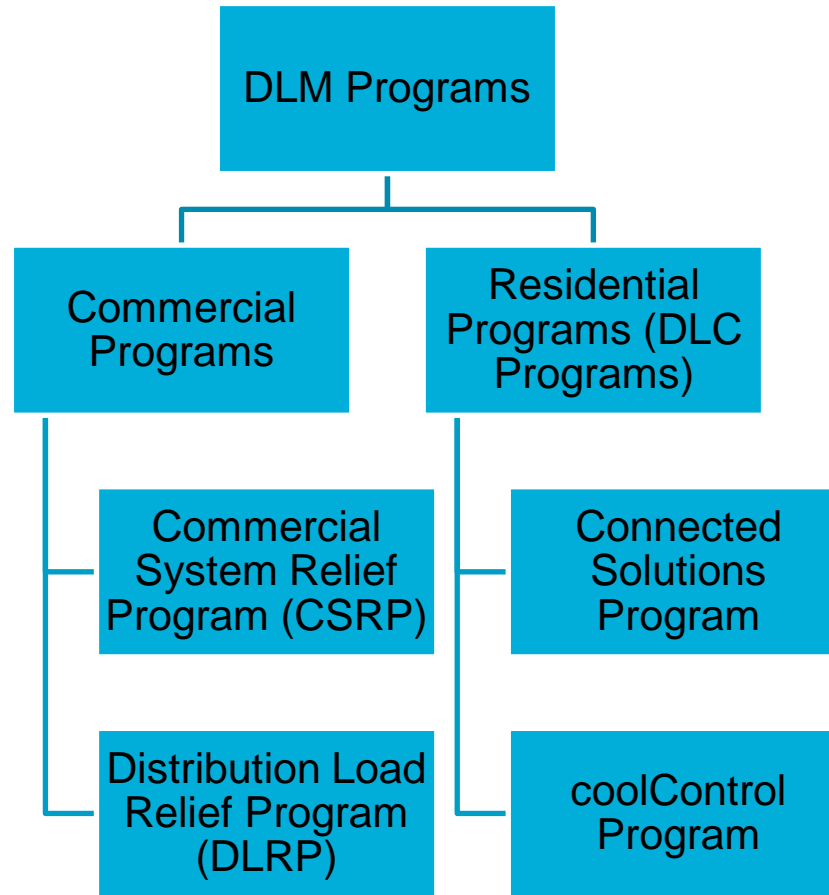 DLM Programs
Commercial
Programs
Residential
Programs (DLC
Programs)
Commercial
System Relief
Program (CSRP)
Connected
Solutions
Program
Distribution Load
Relief Program
(DLRP)
coolControl
Program